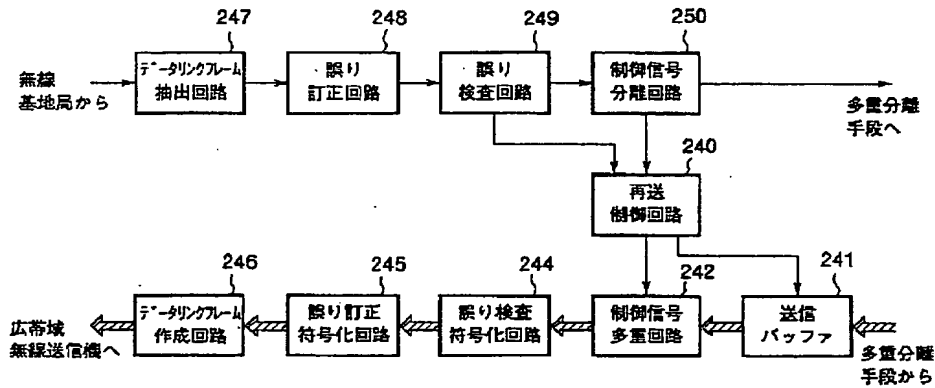 247
248
249
250
無線
基地局から
データリンクフレーム
抽出回路
誤り
訂正回路
誤り
検査回路
制御信号
分離回路
多重分離
手段へ
240
再送
制御回路
246
245
244
242
241
広帯域
無線送信機へ
データリンクフレーム
作成回路
誤り訂正
符号化回路
誤り検査
符号化回路
制御信号
多重回路
送信
バッファ
多重分離
手段から